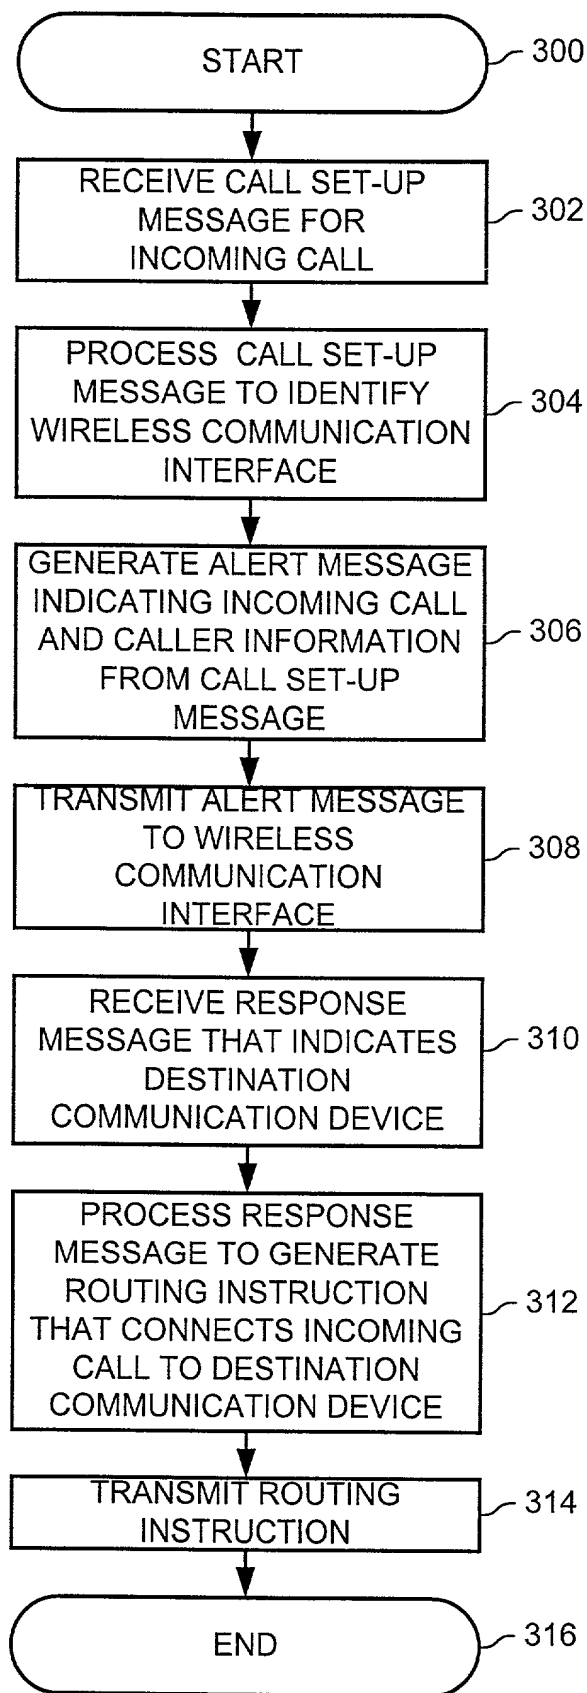 START
300
RECEIVE CALL SET-UP
MESSAGE FOR
INCOMING CALL
302
PROCESS CALL SET-UP
MESSAGE TO IDENTIFY
WIRELESS COMMUNICATION
INTERFACE
304
GENERATE ALERT MESSAGE
INDICATING INCOMING CALL
AND CALLER INFORMATION
FROM CALL SET-UP
MESSAGE
306
TRANSMIT ALERT MESSAGE
TO WIRELESS
COMMUNICATION
INTERFACE
308
RECEIVE RESPONSE
MESSAGE THAT INDICATES
DESTINATION
COMMUNICATION DEVICE
310
PROCESS RESPONSE
MESSAGE TO GENERATE
ROUTING INSTRUCTION
THAT CONNECTS INCOMING
CALL TO DESTINATION
COMMUNICATION DEVICE
312
TRANSMIT ROUTING
INSTRUCTION
314
END
316